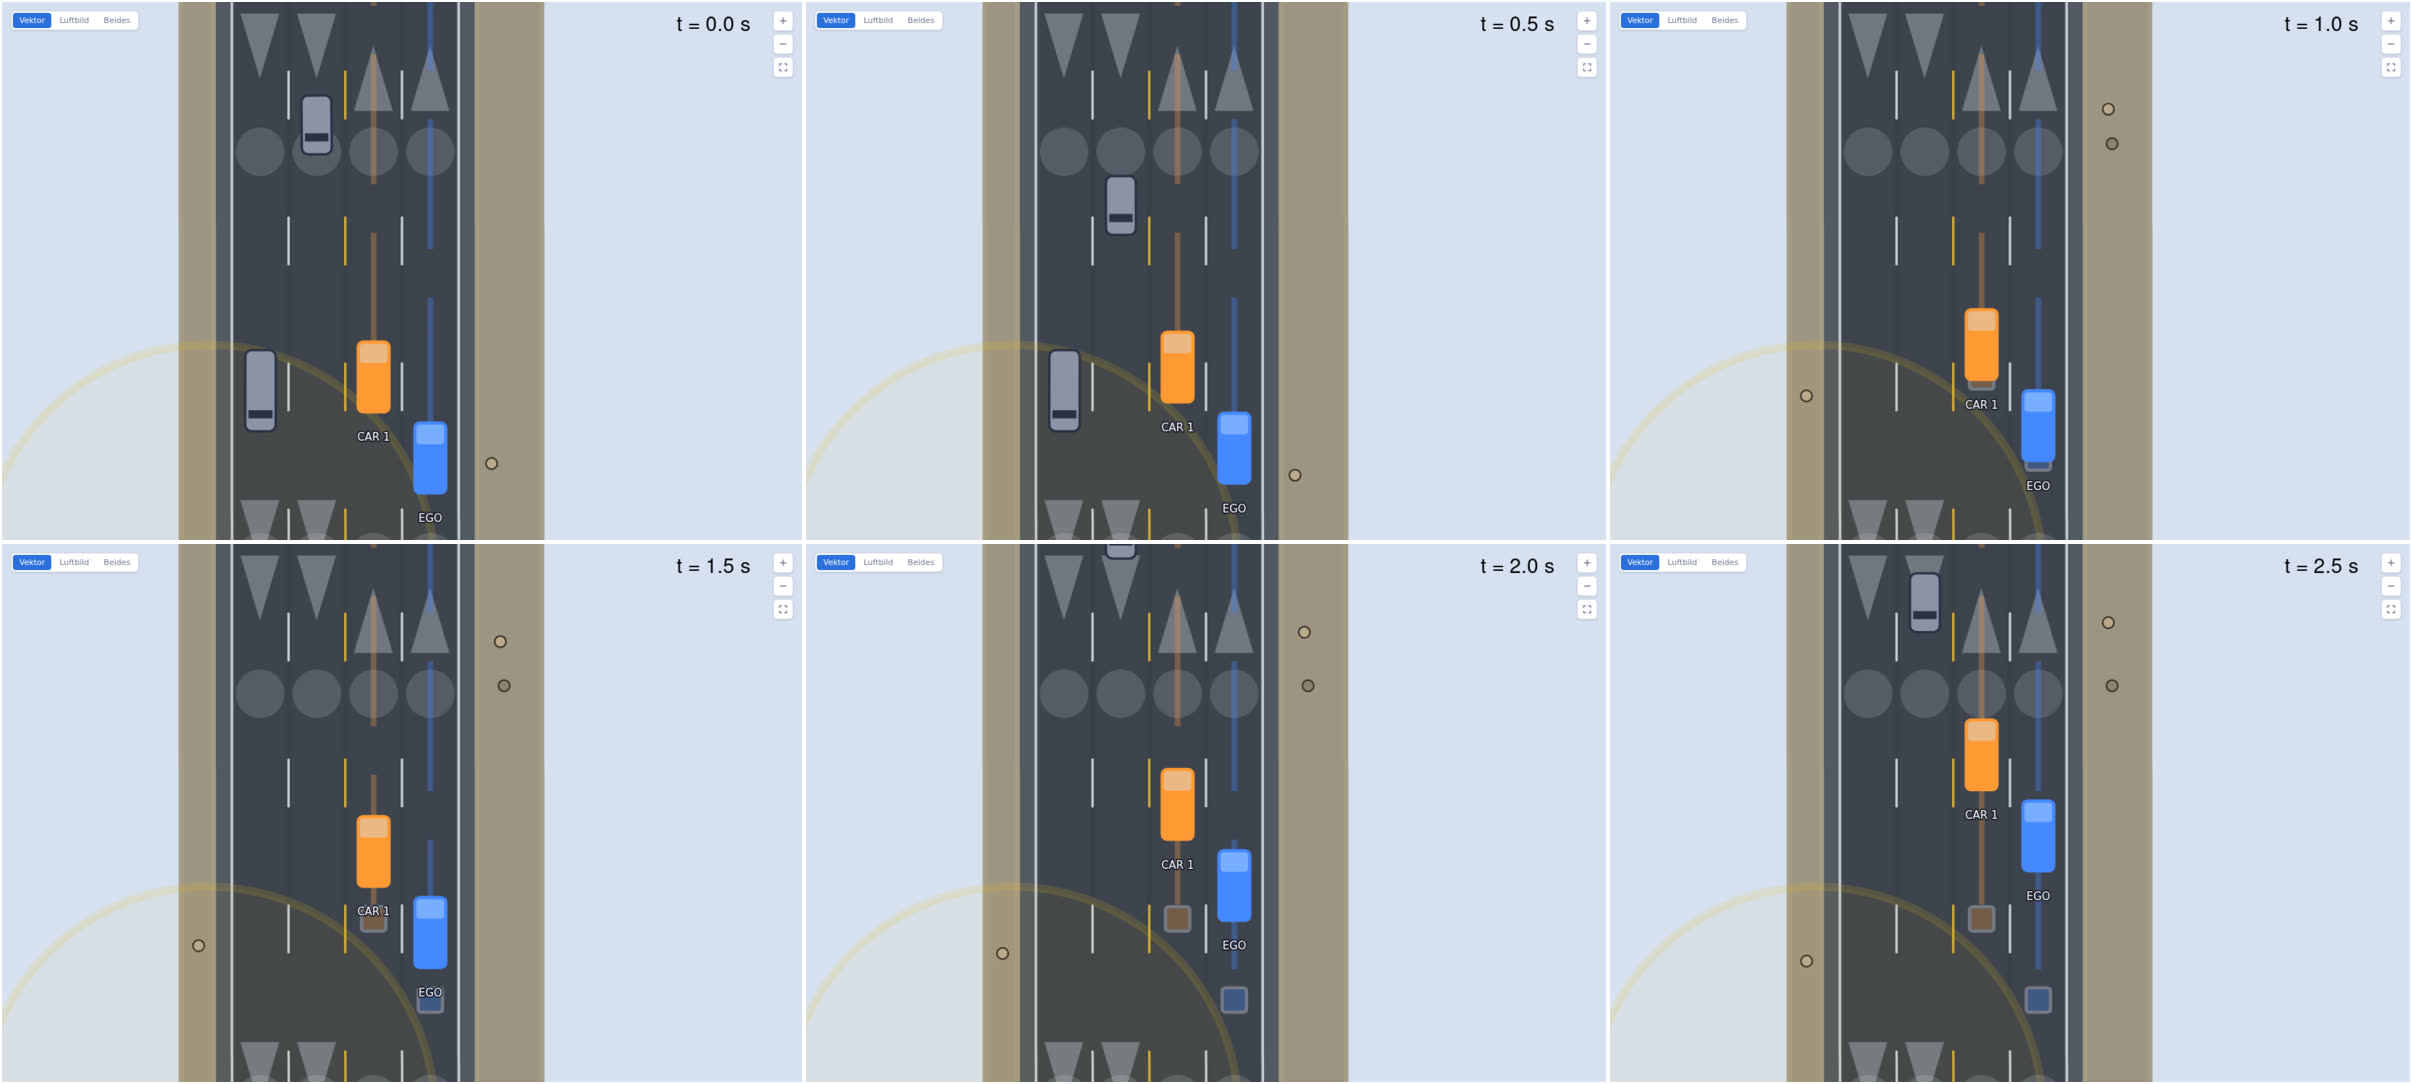 Vektor Luftbild Beides t = 0.0 s +
−
CAR 1
EGO
Vektor Luftbild Beides t = 0.5 s +
−
CAR 1
EGO
Vektor Luftbild Beides t = 1.0 s +
−
CAR 1
EGO
Vektor Luftbild Beides t = 1.5 s +
−
CAR 1
EGO
Vektor Luftbild Beides t = 2.0 s +
−
CAR 1
EGO
Vektor Luftbild Beides t = 2.5 s +
−
CAR 1
EGO